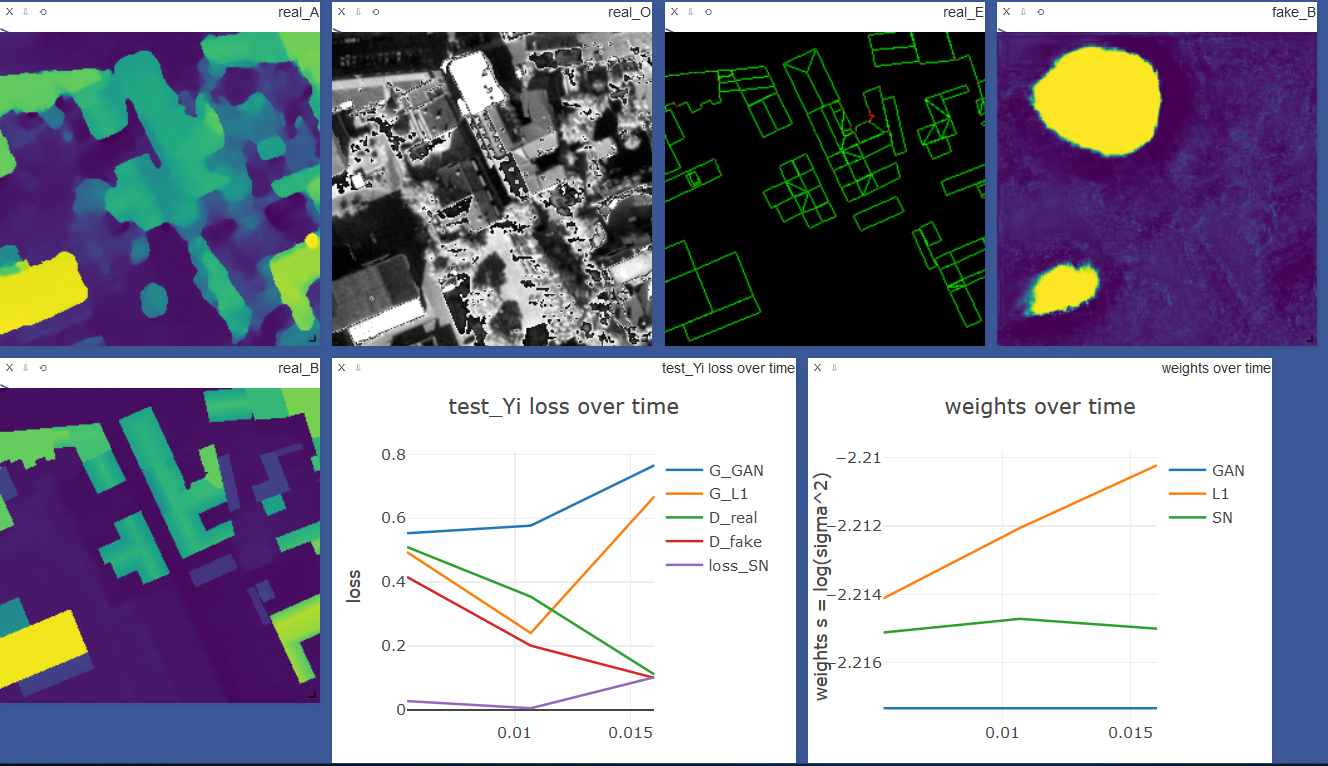 X ⇩ ⟲ real_A
X ⇩ ⟲ real_O
X ⇩ ⟲ real_E
X ⇩ ⟲ fake_B
X ⇩ ⟲ real_B
X ⇩ test_Yi loss over time
test_Yi loss over time
0.8
0.6
0.4
0.2
0
loss
0.01
0.015
G_GAN
G_L1
D_real
D_fake
loss_SN
X ⇩ weights over time
weights over time
−2.21
−2.212
−2.214
−2.216
weights s = log(sigma^2)
0.01
0.015
GAN
L1
SN